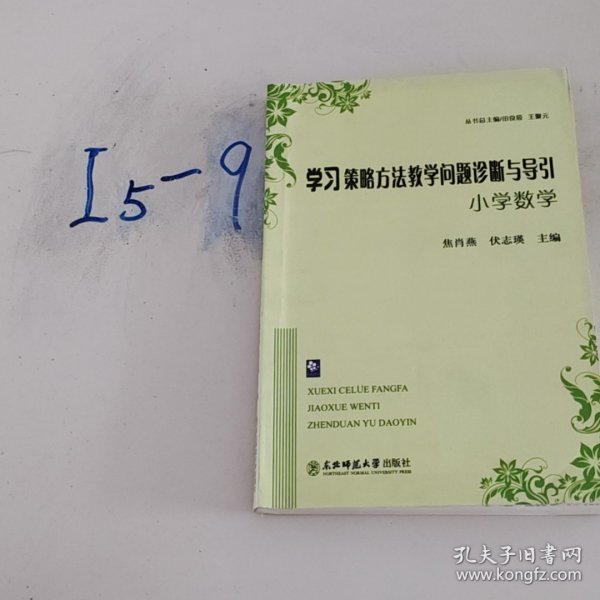 I5-9
丛书总主编/田良臣 王馥元
学习策略方法教学问题诊断与导引
小学数学
焦肖燕 伏志瑛 主编
XUEXI CELUE FANGFA
JIAOXUE WENTI
ZHENDUAN YU DAOYIN
东北师范大学出版社
NORTHEAST NORMAL UNIVERSITY PRESS
孔夫子旧书网
www.kongfz.com